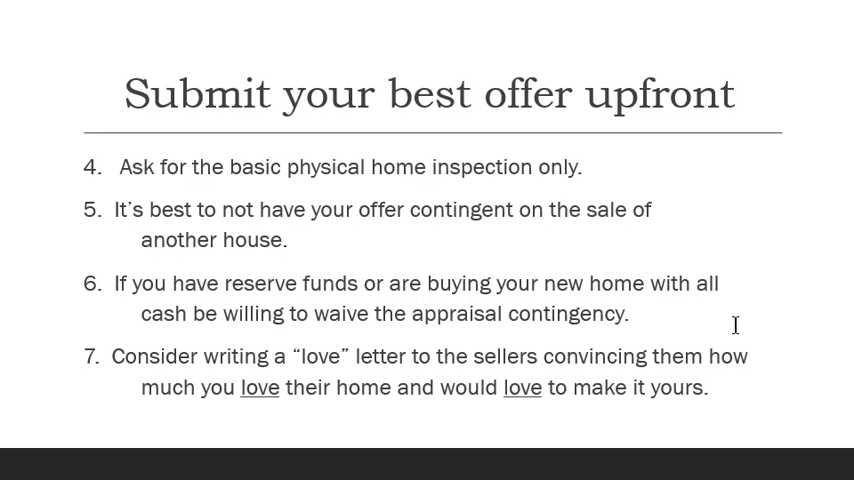 Submit your best offer upfront
4. Ask for the basic physical home inspection only.
5. It’s best to not have your offer contingent on the sale of
another house.
6. If you have reserve funds or are buying your new home with all
cash be willing to waive the appraisal contingency.
7. Consider writing a “love” letter to the sellers convincing them how
much you love their home and would love to make it yours.